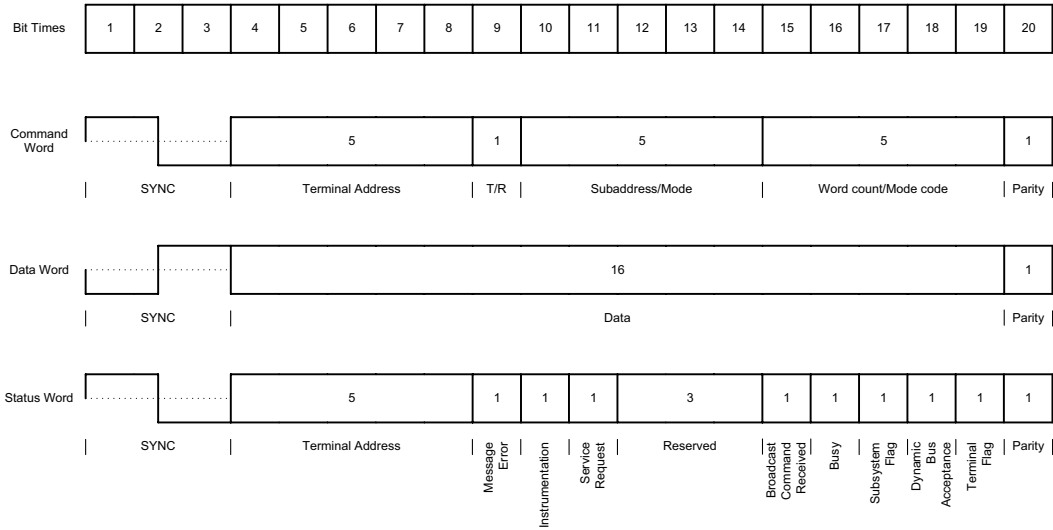 Bit Times 1 2 3 4 5 6 7 8 9 10 11 12 13 14 15 16 17 18 19 20
Command
Word
5 1 5 5 1
SYNC Terminal Address T/R Subaddress/Mode Word count/Mode code Parity
Data Word 16 1
SYNC Data Parity
Status Word 5 1 1 1 3 1 1 1 1 1 1
SYNC Terminal Address
Message
Error
Instrumentation
Service
Request
Reserved
Broadcast
Command
Received
Busy
Subsystem
Flag
Dynamic
Bus
Acceptance
Terminal
Flag
Parity